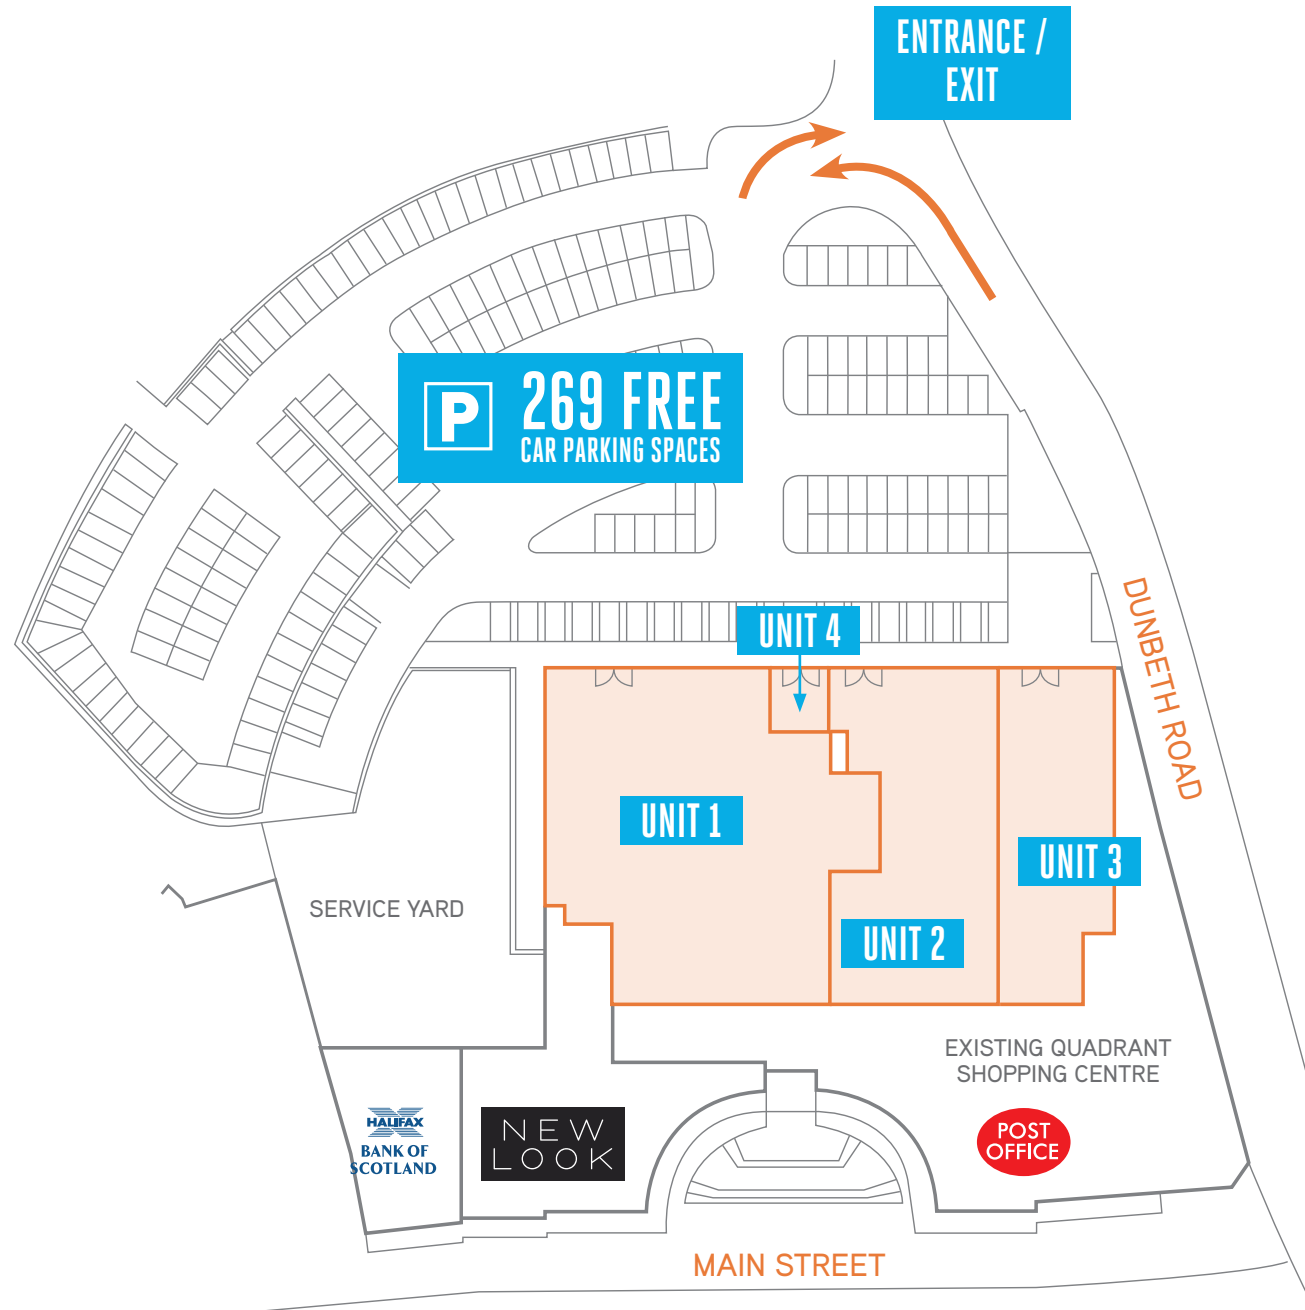 ENTRANCE /
EXIT
P
269 FREE
CAR PARKING SPACES
UNIT 4
DUNBETH ROAD
UNIT 1
UNIT 3
SERVICE YARD
UNIT 2
EXISTING QUADRANT
SHOPPING CENTRE
HALIFAX
BANK OF
SCOTLAND
NEW
LOOK
POST
OFFICE
MAIN STREET